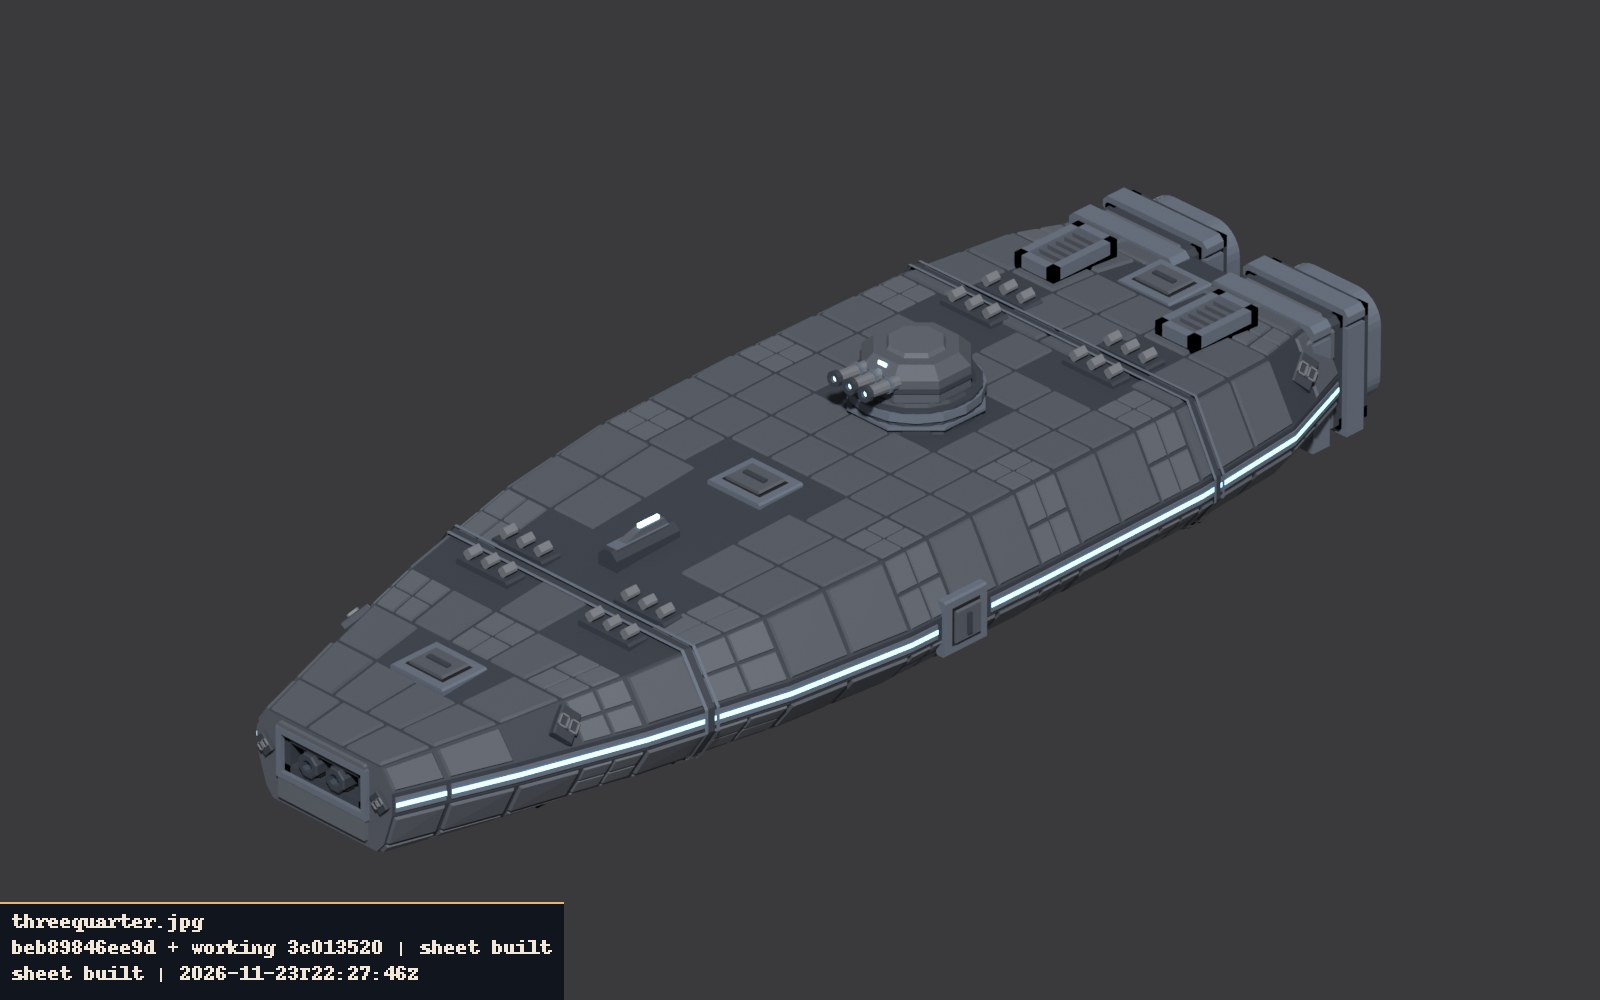 threequarter.jpg
beb89846ee9d + working 3c013520 | sheet built
sheet built | 2026-11-23T22:27:46Z